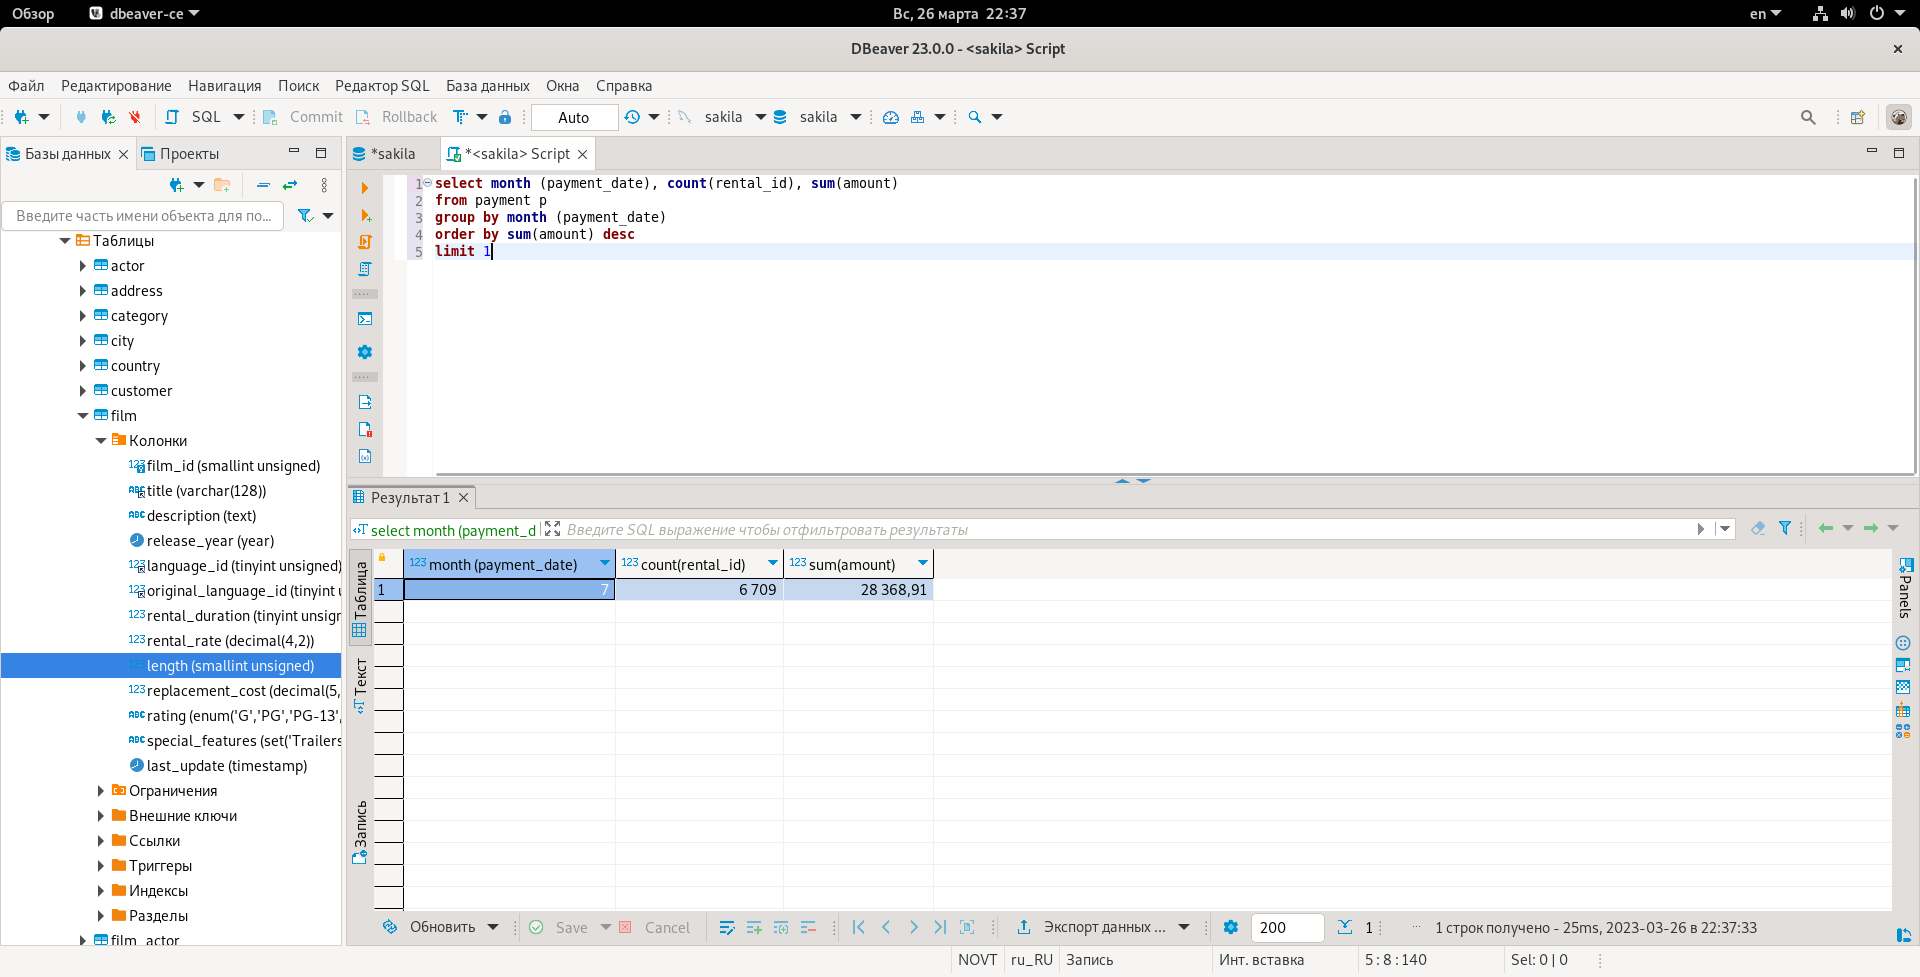 Обзор
dbeaver-ce
Вс, 26 марта 22:37
en
DBeaver 23.0.0 - <sakila> Script
Файл Редактирование Навигация Поиск Редактор SQL База данных Окна Справка
SQL Commit Rollback Auto sakila sakila
Базы данных
Проекты
Введите часть имени объекта для по...
Таблицы
actor
address
category
city
country
customer
film
Колонки
film_id (smallint unsigned)
title (varchar(128))
description (text)
release_year (year)
language_id (tinyint unsigned)
original_language_id (tinyint u
rental_duration (tinyint unsigr
rental_rate (decimal(4,2))
length (smallint unsigned)
replacement_cost (decimal(5,
rating (enum('G','PG','PG-13',
special_features (set('Trailers
last_update (timestamp)
Ограничения
Внешние ключи
Ссылки
Триггеры
Индексы
Разделы
film_actor
*sakila
*<sakila> Script
1 select month (payment_date), count(rental_id), sum(amount)
2 from payment p
3 group by month (payment_date)
4 order by sum(amount) desc
5 limit 1
Результат 1
select month (payment_d
Введите SQL выражение чтобы отфильтровать результаты
Таблица
Текст
Запись
123 month (payment_date) 123 count(rental_id) 123 sum(amount)
1 7 6 709 28 368,91
Panels
Обновить Save Cancel Экспорт данных ... 200 1 1 строк получено - 25ms, 2023-03-26 в 22:37:33
NOVT ru_RU Запись Инт. вставка 5 : 8 : 140 Sel: 0 | 0